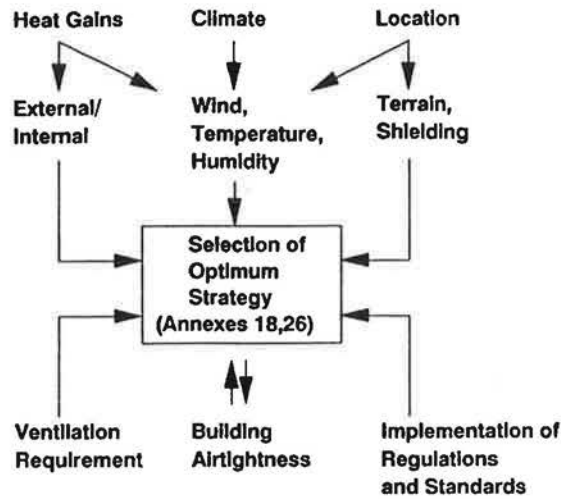 Heat Gains
Climate
Location
External/
Internal
Wind,
Temperature,
Humidity
Terrain,
Shielding
Selection of
Optimum
Strategy
(Annexes 18,26)
Ventilation
Requirement
Building
Airtightness
Implementation of
Regulations
and Standards